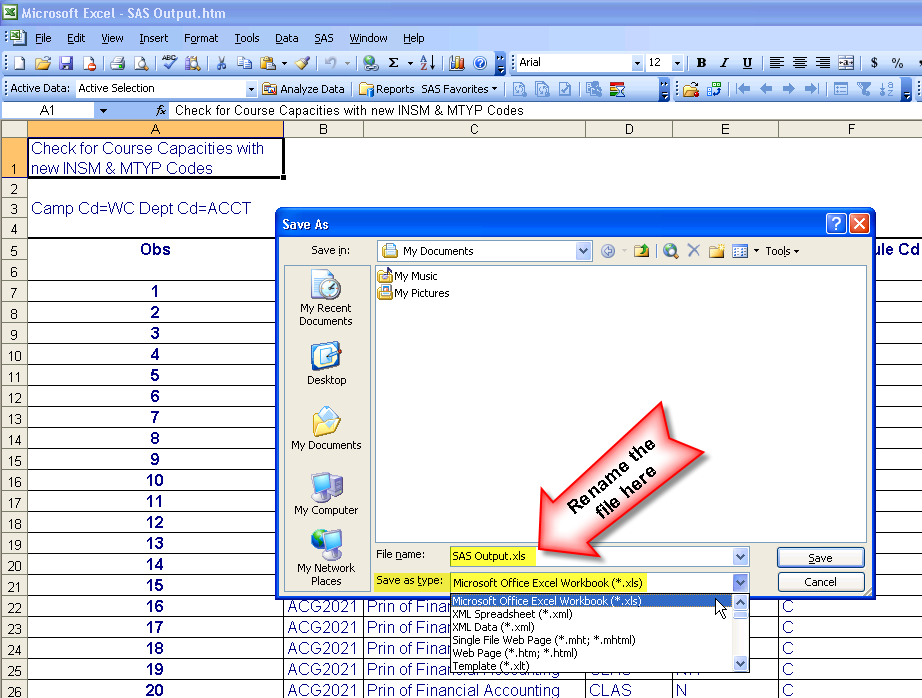 Microsoft Excel - SAS Output.htm
File Edit View Insert Format Tools Data SAS Window Help
Arial 12 B I U $ %
Active Data: Active Selection Analyze Data Reports SAS Favorites
A1 fx Check for Course Capacities with new INSM & MTYP Codes
A B C D E F
1 Check for Course Capacities with
new INSM & MTYP Codes
2
3 Camp Cd=WC Dept Cd=ACCT
4
5 Obs ule Cd
6
7 1
8 2
9 3
10 4
11 5
12 6
13 7
14 8
15 9
16 10
17 11
18 12
19 13
20 14
21 15
22 16 ACG2021 Prin of Finan C
23 17 ACG2021 Prin of Finan C
24 18 ACG2021 Prin of Finan C
25 19 ACG2021 Prin of Financial Accounting CLAS C
26 20 ACG2021 Prin of Financial Accounting CLAS N C
Save As
Save in: My Documents Tools
My Recent
Documents
Desktop
My Documents
My Computer
My Network
Places
My Music
My Pictures
Rename the
file here
File name: SAS Output.xls Save
Save as type: Microsoft Office Excel Workbook (*.xls) Cancel
Microsoft Office Excel Workbook (*.xls)
XML Spreadsheet (*.xml)
XML Data (*.xml)
Single File Web Page (*.mht; *.mhtml)
Web Page (*.htm; *.html)
Template (*.xlt)